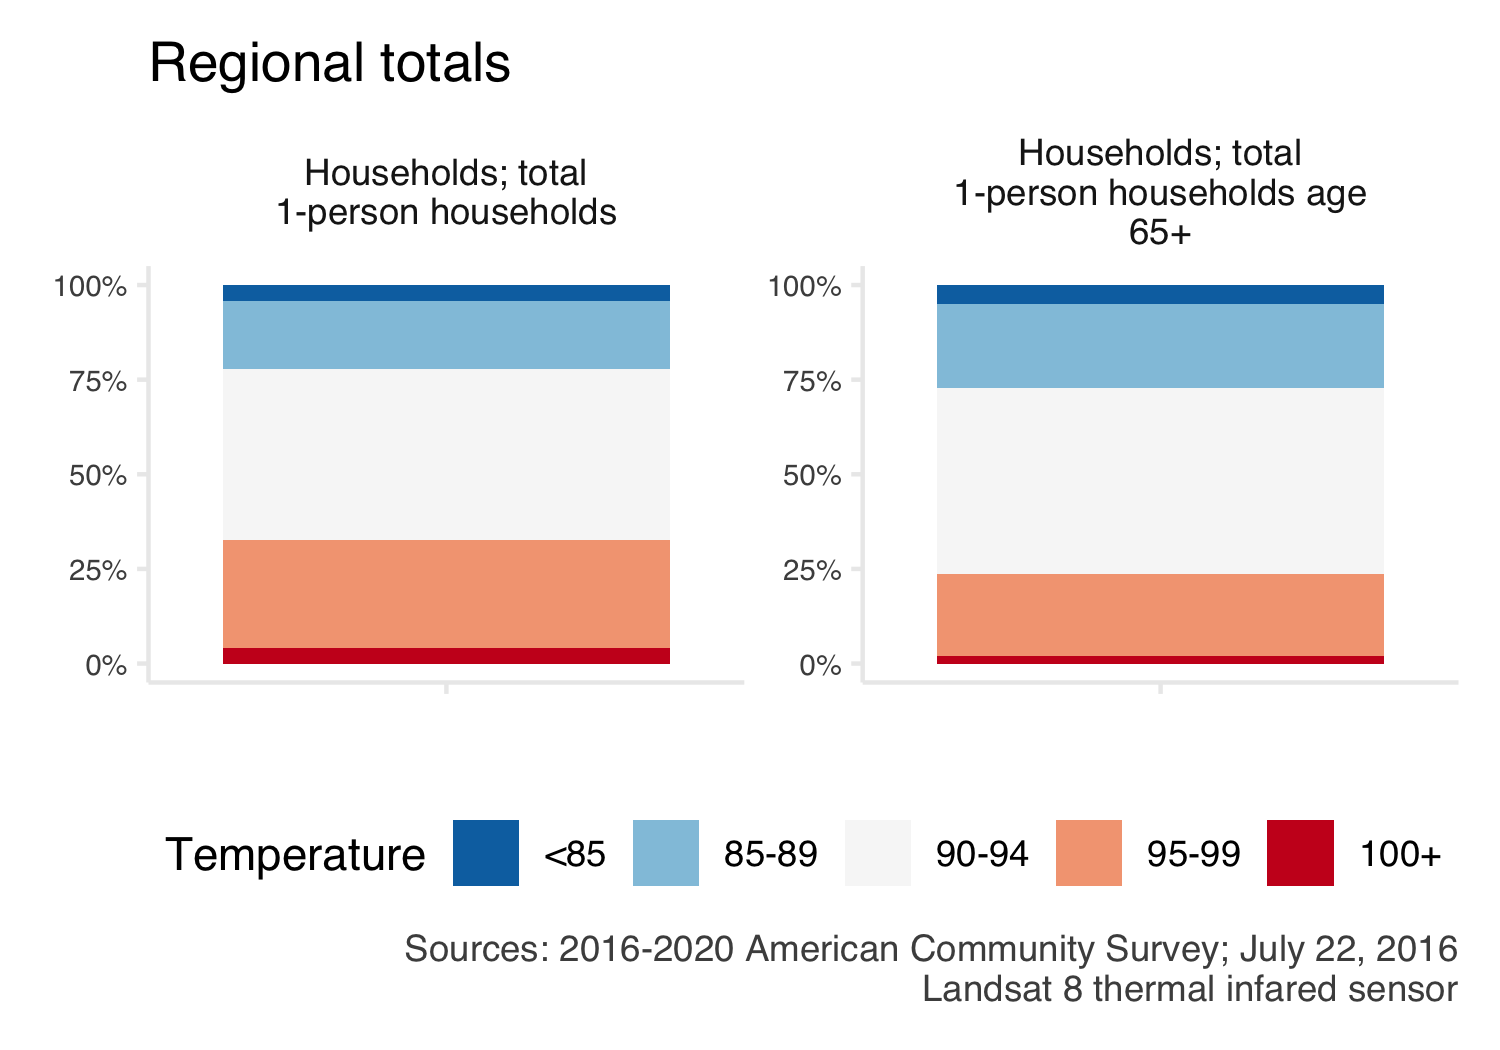 Regional totals
Households; total
1-person households
Households; total
1-person households age
65+
100%
75%
50%
25%
0%
100%
75%
50%
25%
0%
Temperature <85 85-89 90-94 95-99 100+
Sources: 2016-2020 American Community Survey; July 22, 2016
Landsat 8 thermal infared sensor